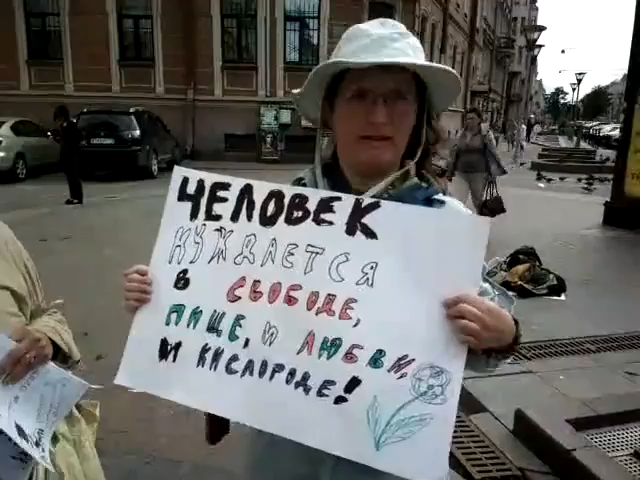 ЧЕЛОВЕК
НУЖДАЕТСЯ
В СВОБОДЕ,
ПИЩЕ, И ЛЮБВИ,
И КИСЛОРОДЕ!